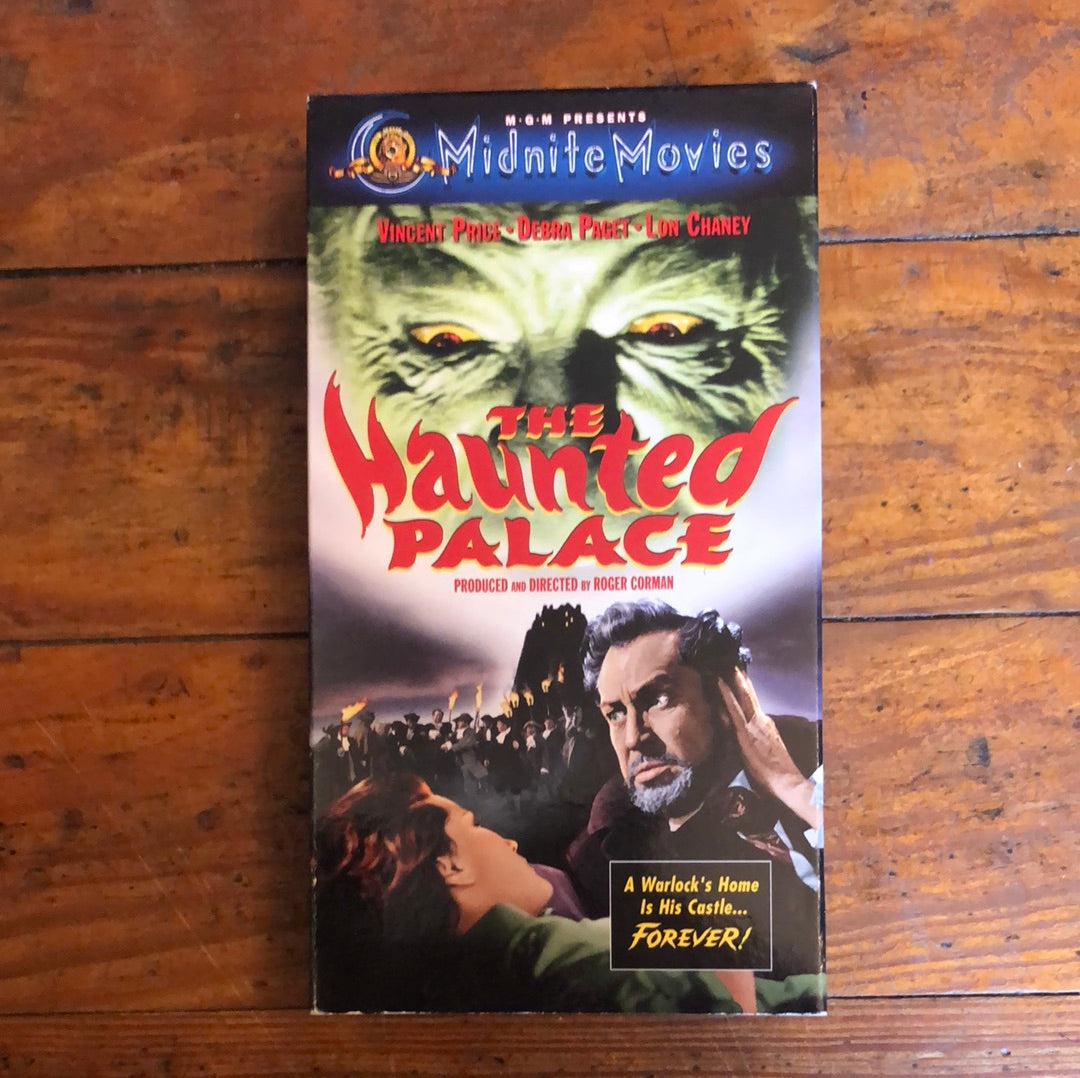 M·G·M PRESENTS
Midnite Movies
VINCENT PRICE · DEBRA PAGET · LON CHANEY
THE
Haunted
PALACE
PRODUCED AND DIRECTED BY ROGER CORMAN
A Warlock's Home
Is His Castle...
FOREVER!